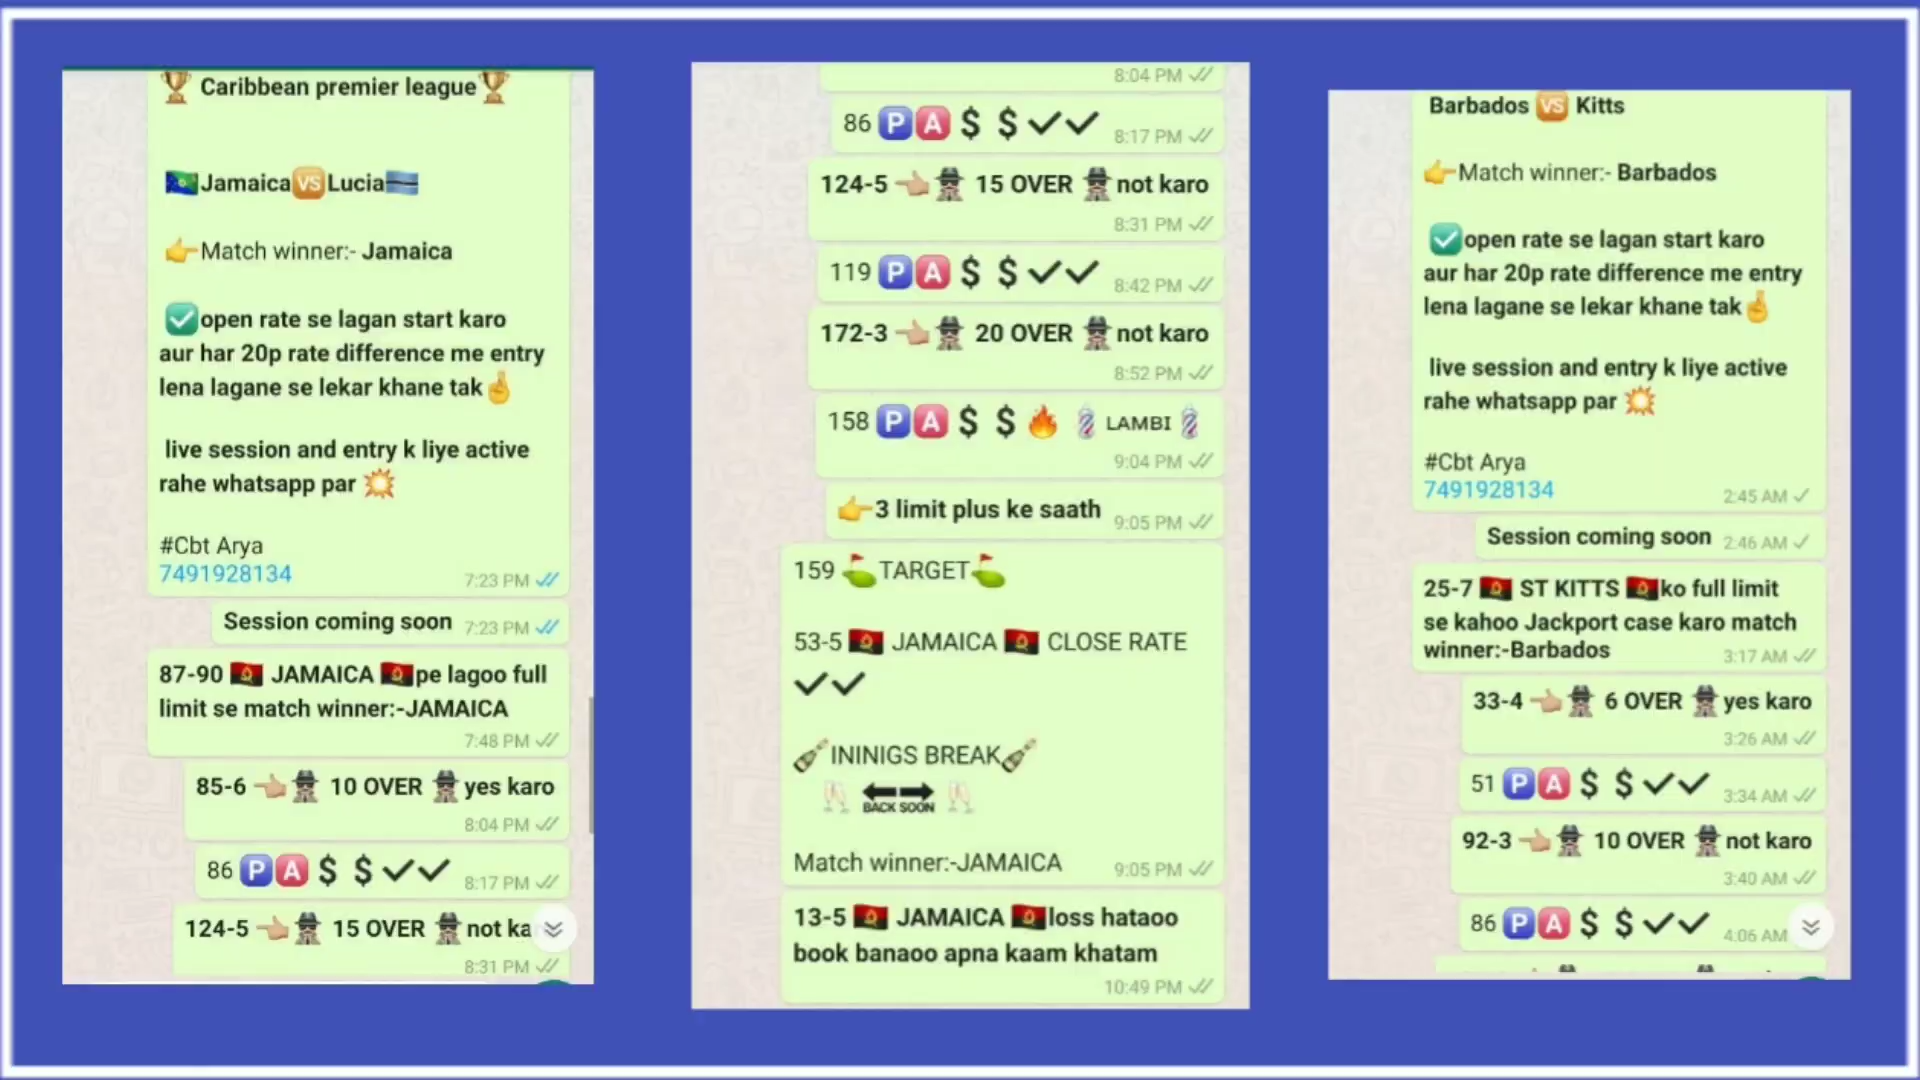 🏆 Caribbean premier league🏆
Jamaica🆚Lucia🇧🇼
👉Match winner:- Jamaica
✅open rate se lagan start karo
aur har 20p rate difference me entry
lena lagane se lekar khane tak🤞
live session and entry k liye active
rahe whatsapp par 💥
#Cbt Arya
7491928134
7:23 PM
Session coming soon 7:23 PM
87-90 🇦🇴 JAMAICA 🇦🇴pe lagoo full
limit se match winner:-JAMAICA
7:48 PM
85-6 👈🕵 10 OVER 🕵yes karo
8:04 PM
86 🅿🅰 $ $ ✔✔ 8:17 PM
124-5 👈🕵 15 OVER 🕵not ka
8:31 PM
8:04 PM
86 🅿🅰 $ $ ✔✔ 8:17 PM
124-5 👈🕵 15 OVER 🕵not karo
8:31 PM
119 🅿🅰 $ $ ✔✔ 8:42 PM
172-3 👈🕵 20 OVER 🕵not karo
8:52 PM
158 🅿🅰 $ $ 🔥 💈 LAMBI 💈
9:04 PM
👉3 limit plus ke saath 9:05 PM
159 ⛳TARGET⛳
53-5 🇦🇴 JAMAICA 🇦🇴 CLOSE RATE
✔✔
🍾ININIGS BREAK🍾
🥂 BACK SOON 🥂
Match winner:-JAMAICA 9:05 PM
13-5 🇦🇴 JAMAICA 🇦🇴loss hataoo
book banaoo apna kaam khatam
10:49 PM
Barbados 🆚 Kitts
👉Match winner:- Barbados
✅open rate se lagan start karo
aur har 20p rate difference me entry
lena lagane se lekar khane tak🤞
live session and entry k liye active
rahe whatsapp par 💥
#Cbt Arya
7491928134 2:45 AM
Session coming soon 2:46 AM
25-7 🇦🇴 ST KITTS 🇦🇴ko full limit
se kahoo Jackport case karo match
winner:-Barbados 3:17 AM
33-4 👈🕵 6 OVER 🕵yes karo
3:26 AM
51 🅿🅰 $ $ ✔✔ 3:34 AM
92-3 👈🕵 10 OVER 🕵not karo
3:40 AM
86 🅿🅰 $ $ ✔✔ 4:06 AM